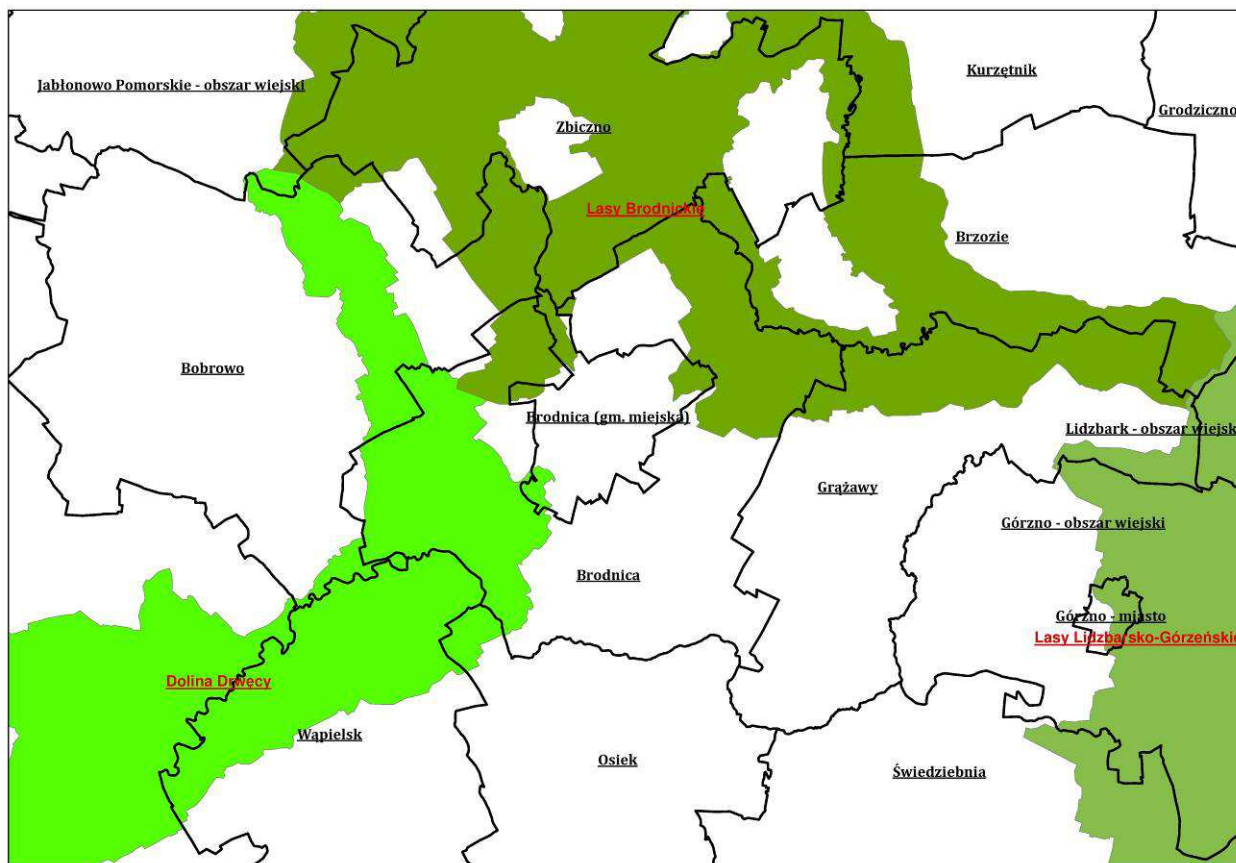 Kurzętnik
Jabłonowo Pomorskie - obszar wiejski
Grodziczno
Zbiczno
Lasy Brodnickie
Brzozie
Bobrowo
Brodnica (gm. miejska)
Lidzbark - obszar wiejsk
Grążawy
Górzno - obszar wiejski
Brodnica
Górzno - miasto
Lasy Lidzbarsko-Górzeńskie
Dolina Drwęcy
Wąpielsk
Osiek
Świedziebnia